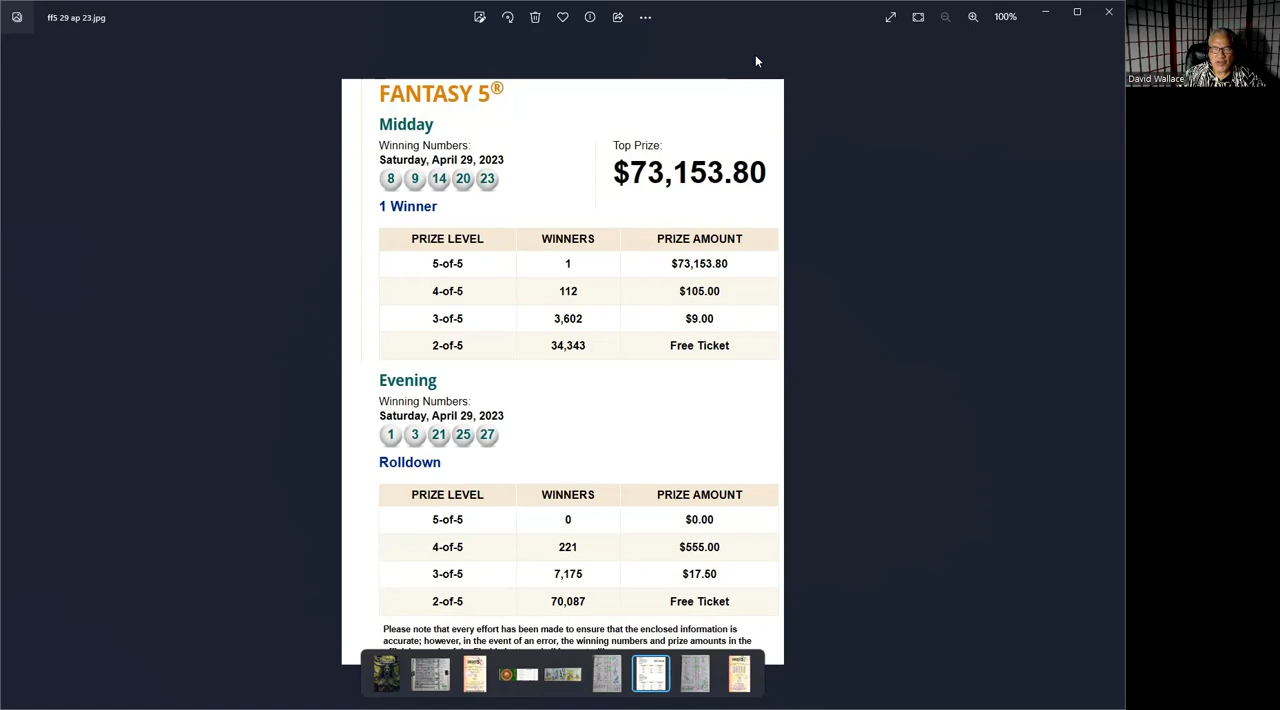 ff5 29 ap 23.jpg
100%
David Wallace
FANTASY 5®
Midday
Winning Numbers:
Saturday, April 29, 2023
8 9 14 20 23
Top Prize:
$73,153.80
1 Winner
PRIZE LEVEL WINNERS PRIZE AMOUNT
5-of-5 1 $73,153.80
4-of-5 112 $105.00
3-of-5 3,602 $9.00
2-of-5 34,343 Free Ticket
Evening
Winning Numbers:
Saturday, April 29, 2023
1 3 21 25 27
Rolldown
PRIZE LEVEL WINNERS PRIZE AMOUNT
5-of-5 0 $0.00
4-of-5 221 $555.00
3-of-5 7,175 $17.50
2-of-5 70,087 Free Ticket
Please note that every effort has been made to ensure that the enclosed information is
accurate; however, in the event of an error, the winning numbers and prize amounts in the